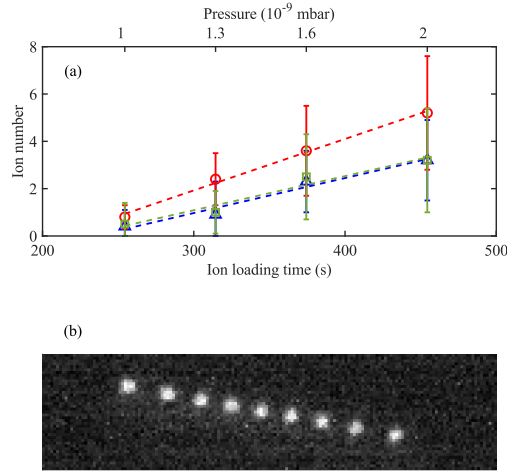 Pressure (10⁻⁹ mbar)
1 1.3 1.6 2
(a)
8
6
4
2
0
Ion number
200 300 400 500
Ion loading time (s)
(b)